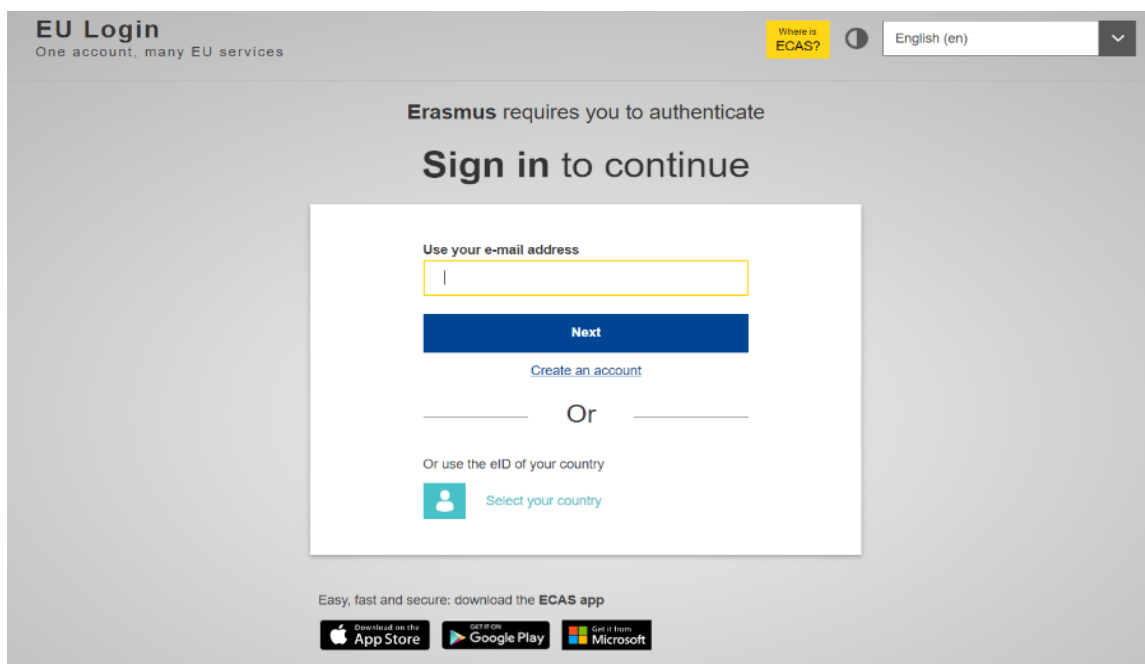 EU Login
One account, many EU services
Where is
ECAS?
English (en)
Erasmus requires you to authenticate
Sign in to continue
Use your e-mail address
Next
Create an account
Or
Or use the eID of your country
Select your country
Easy, fast and secure: download the ECAS app
Download on the
App Store
GET IT ON
Google Play
Get it from
Microsoft